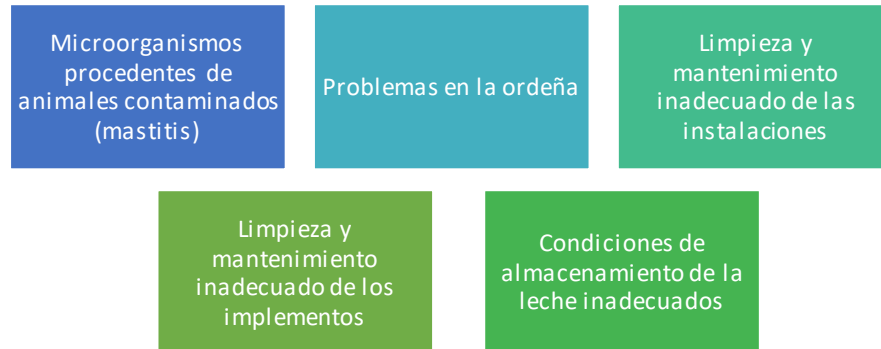 Microorganismos
procedentes de
animales contaminados
(mastitis)
Problemas en la ordeña
Limpieza y
mantenimiento
inadecuado de las
instalaciones
Limpieza y
mantenimiento
inadecuado de los
implementos
Condiciones de
almacenamiento de la
leche inadecuados